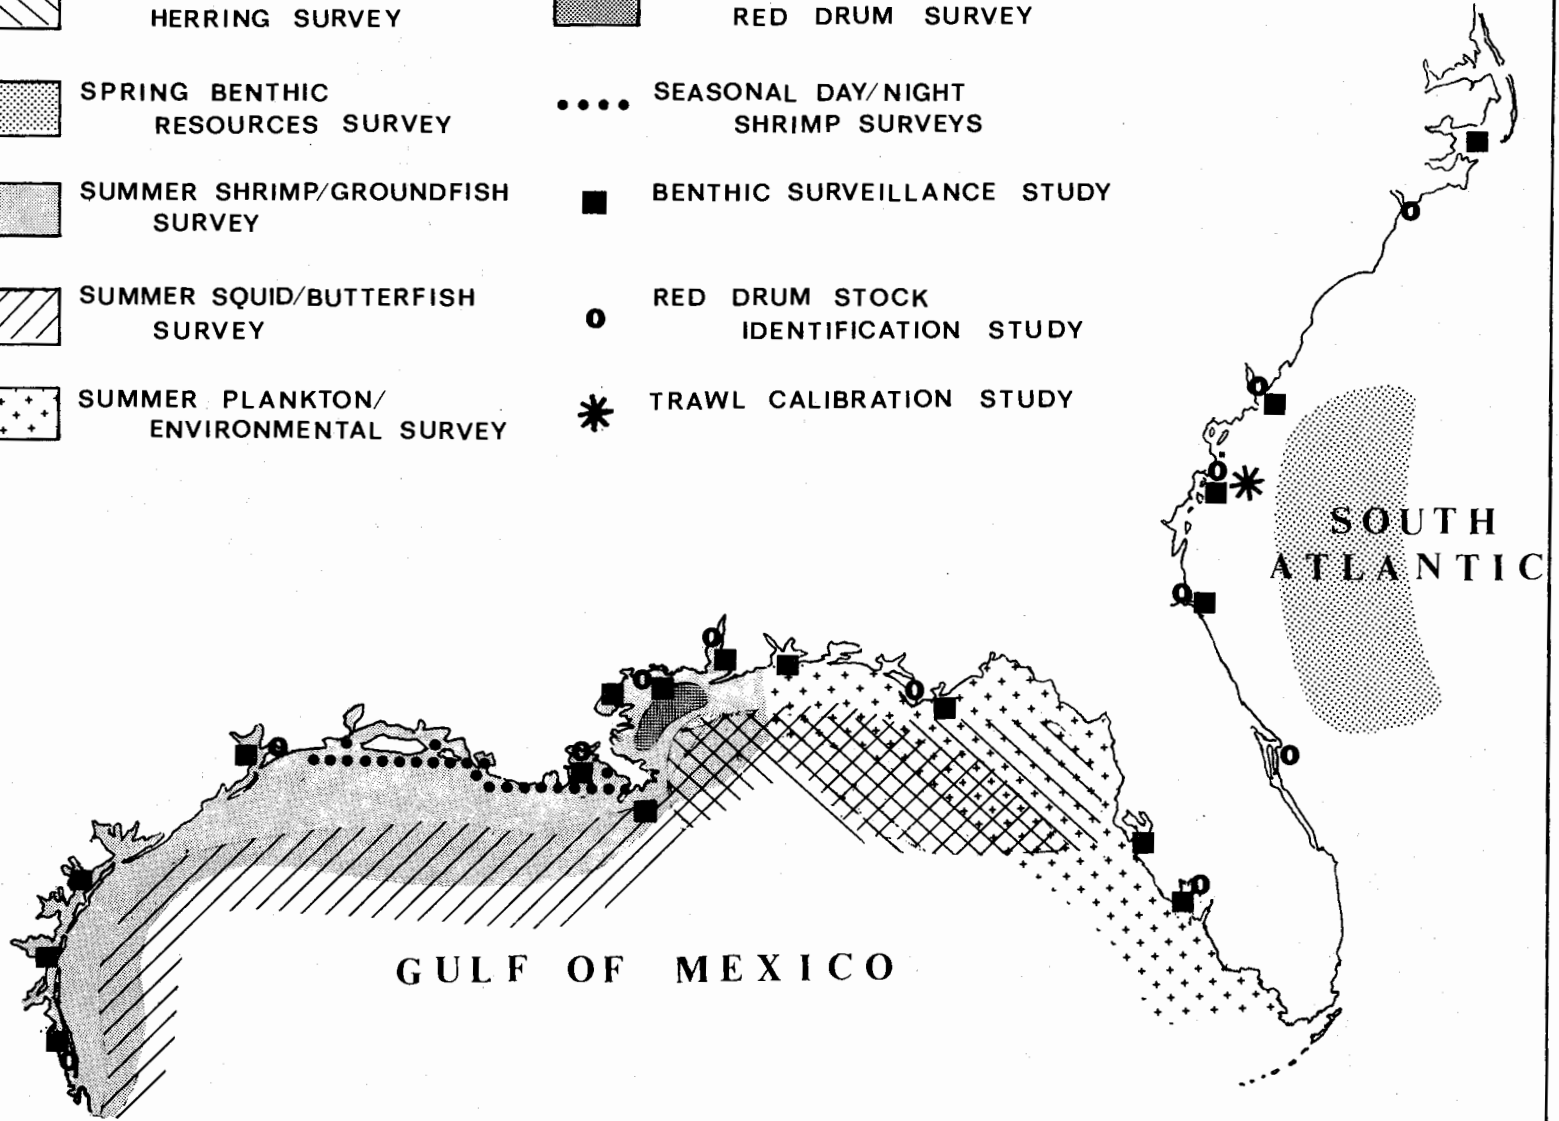 HERRING SURVEY
SPRING BENTHIC
RESOURCES SURVEY
SUMMER SHRIMP/GROUNDFISH
SURVEY
SUMMER SQUID/BUTTERFISH
SURVEY
SUMMER PLANKTON/
ENVIRONMENTAL SURVEY
RED DRUM SURVEY
SEASONAL DAY/NIGHT
SHRIMP SURVEYS
BENTHIC SURVEILLANCE STUDY
RED DRUM STOCK
IDENTIFICATION STUDY
TRAWL CALIBRATION STUDY
SOUTH
ATLANTIC
GULF OF MEXICO